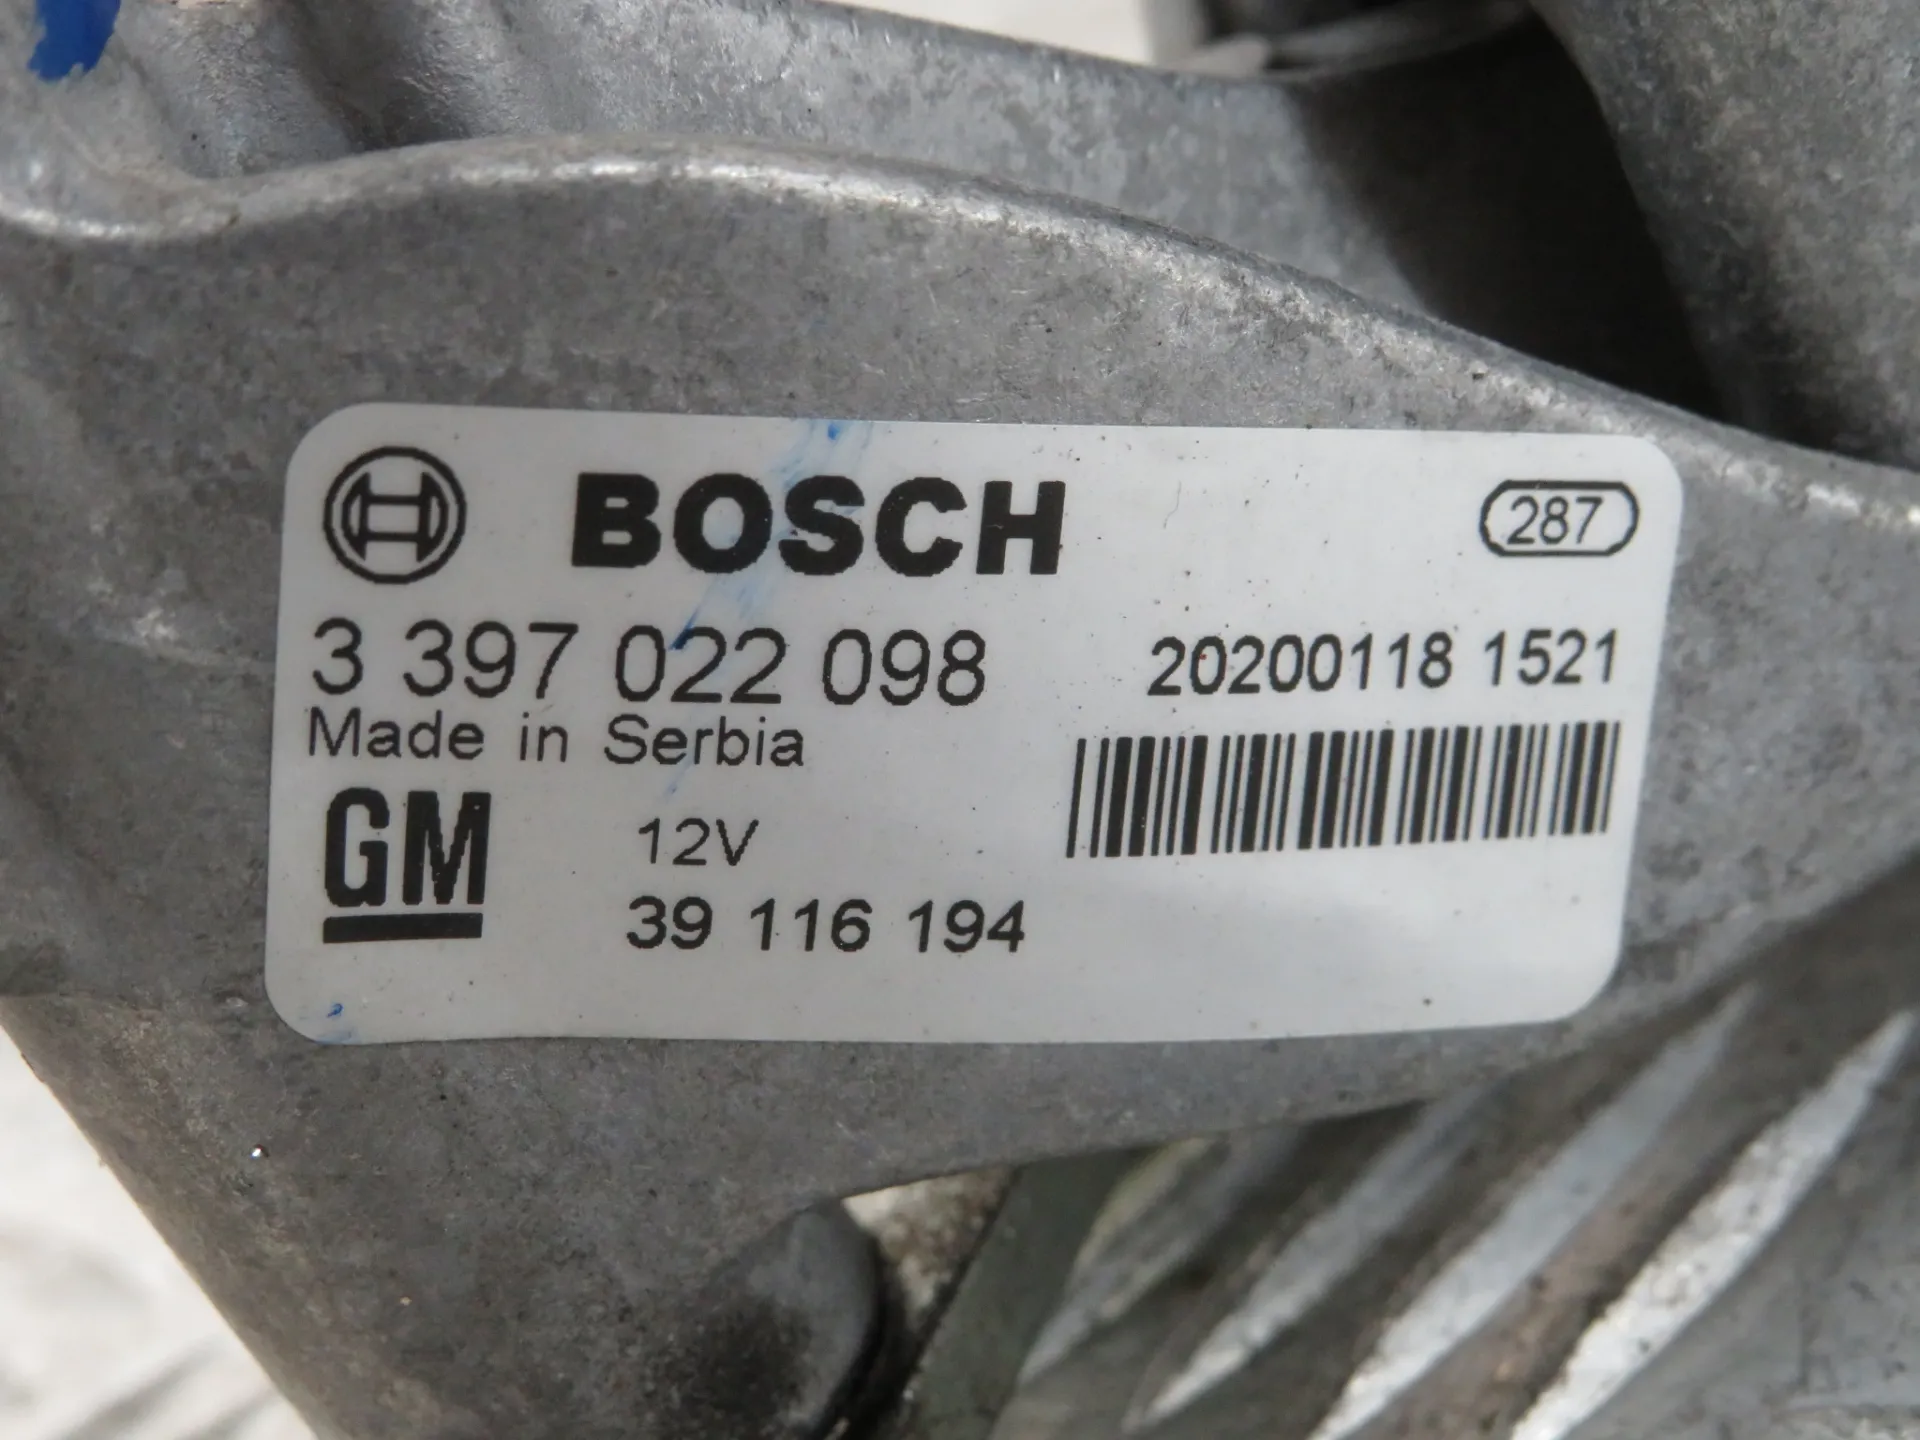 BOSCH 287
3 397 022 098 20200118 1521
Made in Serbia
GM 12V
39 116 194